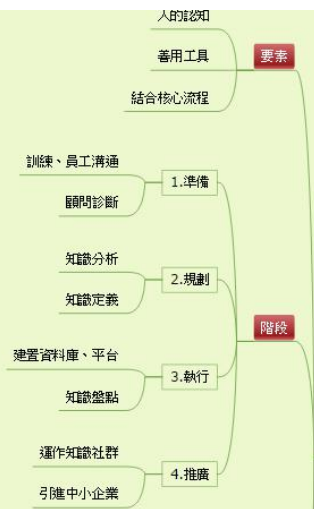 人的認知
善用工具
要素
結合核心流程
訓練、員工溝通
1.準備
顧問診斷
知識分析
2.規劃
知識定義
階段
建置資料庫、平台
3.執行
知識盤點
運作知識社群
4.推廣
引進中小企業